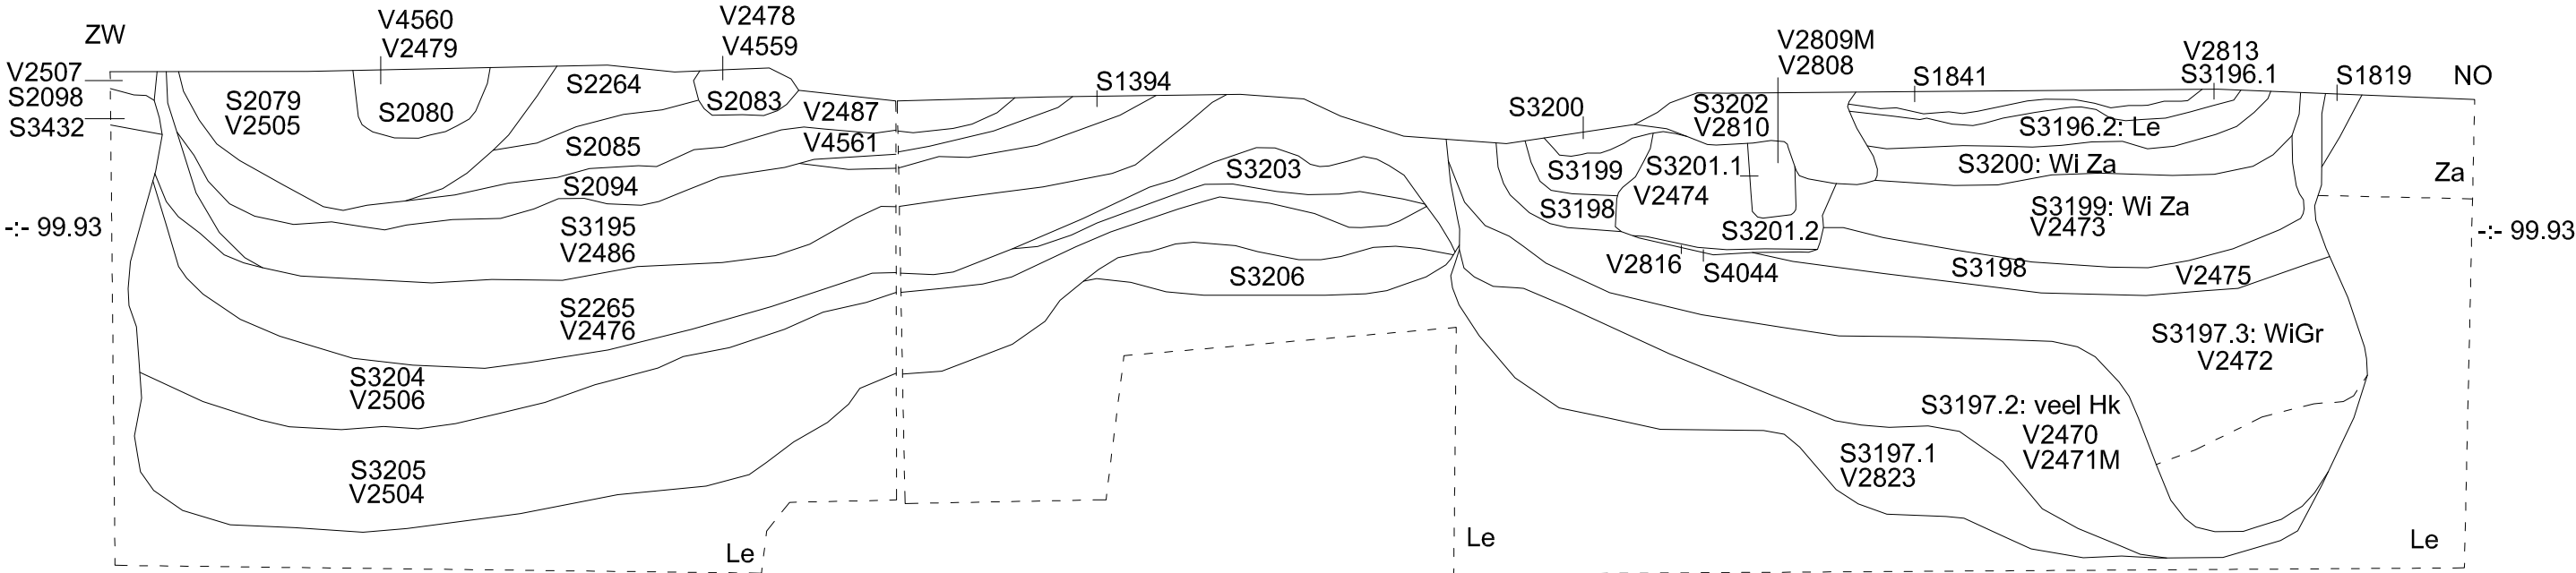 ZW
V4560
V2479
V2478
V4559
V2507
S2098
S3432
S2079
V2505
S2080
S2264
S2083
V2487
S1394
S2085
V4561
S2094
S3195
V2486
-:- 99.93
S2265
V2476
S3204
V2506
S3205
V2504
Le
S3203
S3206
V2809M
V2808
S3200
S3202
V2810
S1841
V2813
S3196.1
S1819
NO
S3196.2: Le
S3199
S3201.1
V2474
S3200: Wi Za
Za
S3198
S3199: Wi Za
V2473
S3201.2
-:- 99.93
V2816
S4044
S3198
V2475
S3197.3: WiGr
V2472
S3197.2: veel Hk
V2470
V2471M
S3197.1
V2823
Le
Le